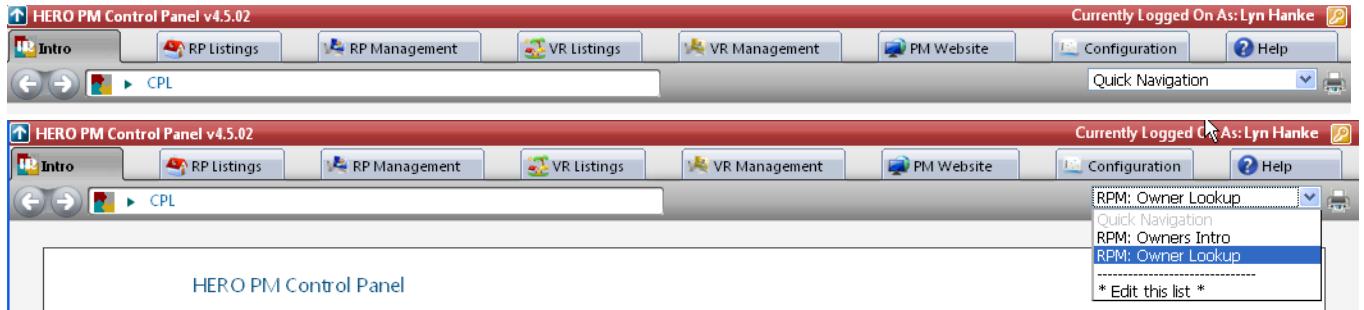 HERO PM Control Panel v4.5.02 Currently Logged On As: Lyn Hanke
Intro RP Listings RP Management VR Listings VR Management PM Website Configuration Help
CPL Quick Navigation
HERO PM Control Panel v4.5.02 Currently Logged As: Lyn Hanke
Intro RP Listings RP Management VR Listings VR Management PM Website Configuration Help
CPL RPM: Owner Lookup
Quick Navigation
RPM: Owners Intro
RPM: Owner Lookup
------------------------------
* Edit this list *
HERO PM Control Panel